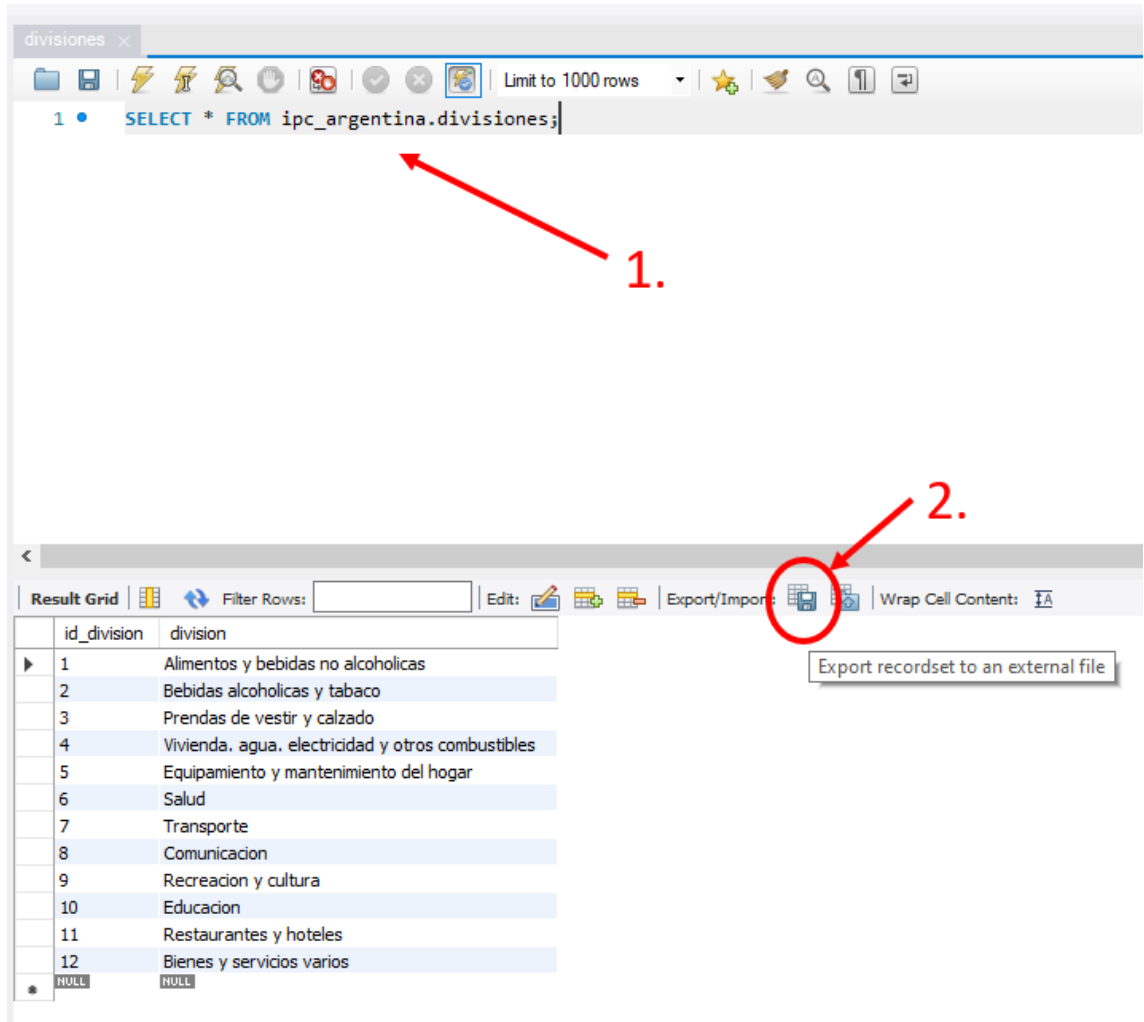 divisiones ×
Limit to 1000 rows
1 SELECT * FROM ipc_argentina.divisiones;
1.
2.
Result Grid Filter Rows: Edit: Export/Import: Wrap Cell Content: IA
id_division division
1 Alimentos y bebidas no alcoholicas
Export recordset to an external file
2 Bebidas alcoholicas y tabaco
3 Prendas de vestir y calzado
4 Vivienda. agua. electricidad y otros combustibles
5 Equipamiento y mantenimiento del hogar
6 Salud
7 Transporte
8 Comunicacion
9 Recreacion y cultura
10 Educacion
11 Restaurantes y hoteles
12 Bienes y servicios varios
NULL NULL